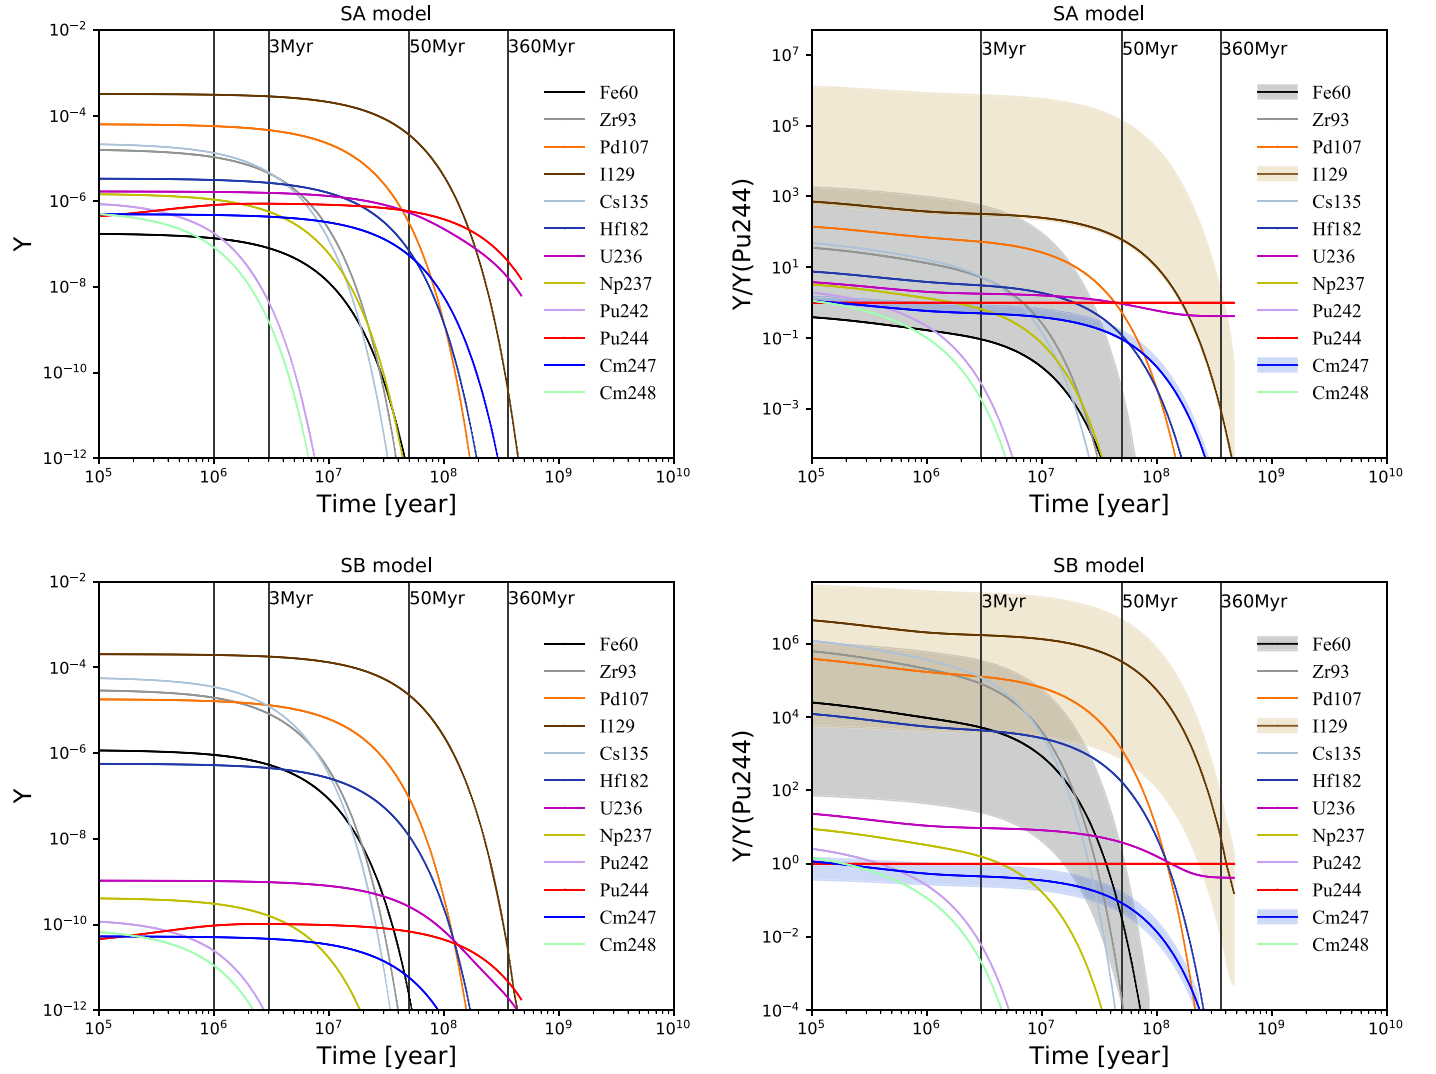 SA model
10^-2
10^-4
10^-6
10^-8
10^-10
10^-12
Y
3Myr
50Myr
360Myr
Fe60
Zr93
Pd107
I129
Cs135
Hf182
U236
Np237
Pu242
Pu244
Cm247
Cm248
10^5
10^6
10^7
10^8
10^9
10^10
Time [year]
SA model
10^7
10^5
10^3
10^1
10^-1
10^-3
Y/Y(Pu244)
3Myr
50Myr
360Myr
Fe60
Zr93
Pd107
I129
Cs135
Hf182
U236
Np237
Pu242
Pu244
Cm247
Cm248
10^5
10^6
10^7
10^8
10^9
10^10
Time [year]
SB model
10^-2
10^-4
10^-6
10^-8
10^-10
10^-12
Y
3Myr
50Myr
360Myr
Fe60
Zr93
Pd107
I129
Cs135
Hf182
U236
Np237
Pu242
Pu244
Cm247
Cm248
10^5
10^6
10^7
10^8
10^9
10^10
Time [year]
SB model
10^6
10^4
10^2
10^0
10^-2
10^-4
Y/Y(Pu244)
3Myr
50Myr
360Myr
Fe60
Zr93
Pd107
I129
Cs135
Hf182
U236
Np237
Pu242
Pu244
Cm247
Cm248
10^5
10^6
10^7
10^8
10^9
10^10
Time [year]